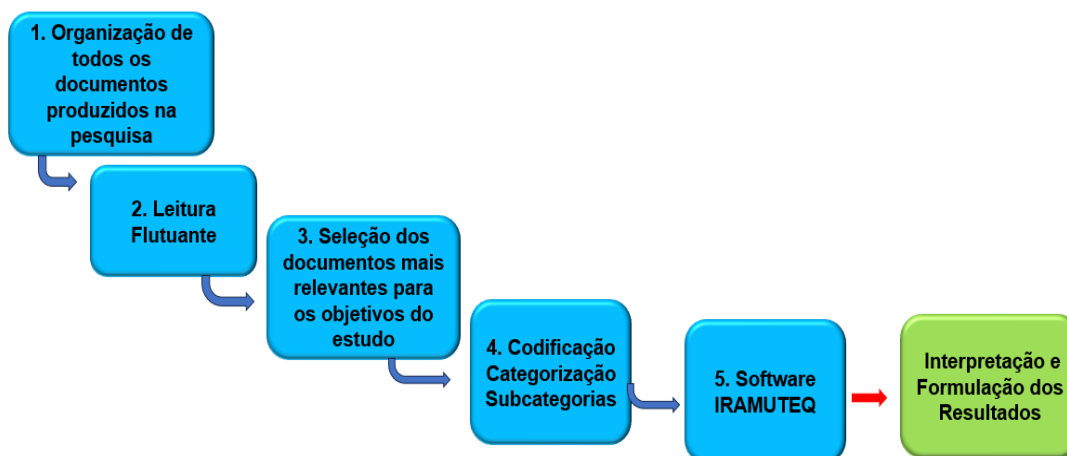 1. Organização de
todos os
documentos
produzidos na
pesquisa
2. Leitura
Flutuante
3. Seleção dos
documentos mais
relevantes para
os objetivos do
estudo
4. Codificação
Categorização
Subcategorias
5. Software
IRAMUTEQ
Interpretação e
Formulação dos
Resultados